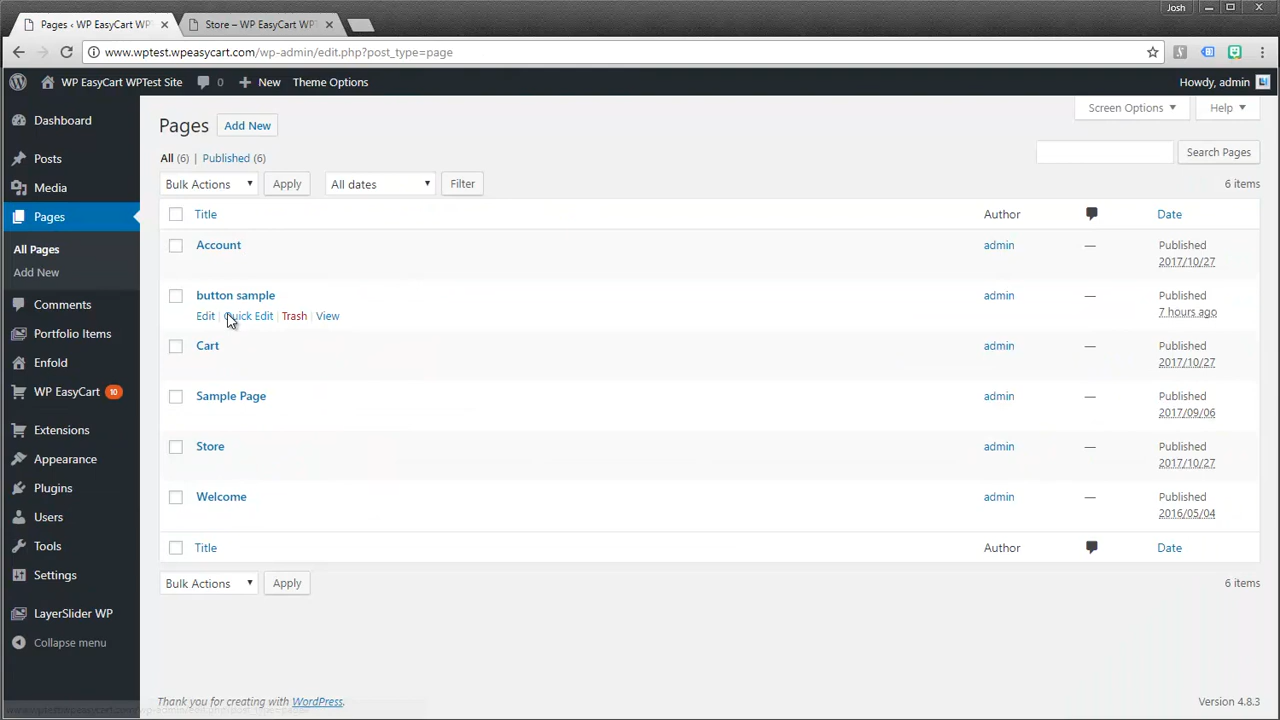 Josh
Pages ‹ WP EasyCart WPT
Store – WP EasyCart WPT
www.wptest.wpeasycart.com/wp-admin/edit.php?post_type=page
WP EasyCart WPTest Site 0 New Theme Options Howdy, admin
Screen Options Help
Dashboard
Posts
Media
Pages
All Pages
Add New
Comments
Portfolio Items
Enfold
WP EasyCart 10
Extensions
Appearance
Plugins
Users
Tools
Settings
LayerSlider WP
Collapse menu
Pages Add New
All (6) | Published (6)
Search Pages
Bulk Actions Apply All dates Filter 6 items
Title Author Date
Account admin — Published
2017/10/27
button sample admin — Published
Edit | Quick Edit | Trash | View 7 hours ago
Cart admin — Published
2017/10/27
Sample Page admin — Published
2017/09/06
Store admin — Published
2017/10/27
Welcome admin — Published
2016/05/04
Title Author Date
Bulk Actions Apply 6 items
Thank you for creating with WordPress. Version 4.8.3